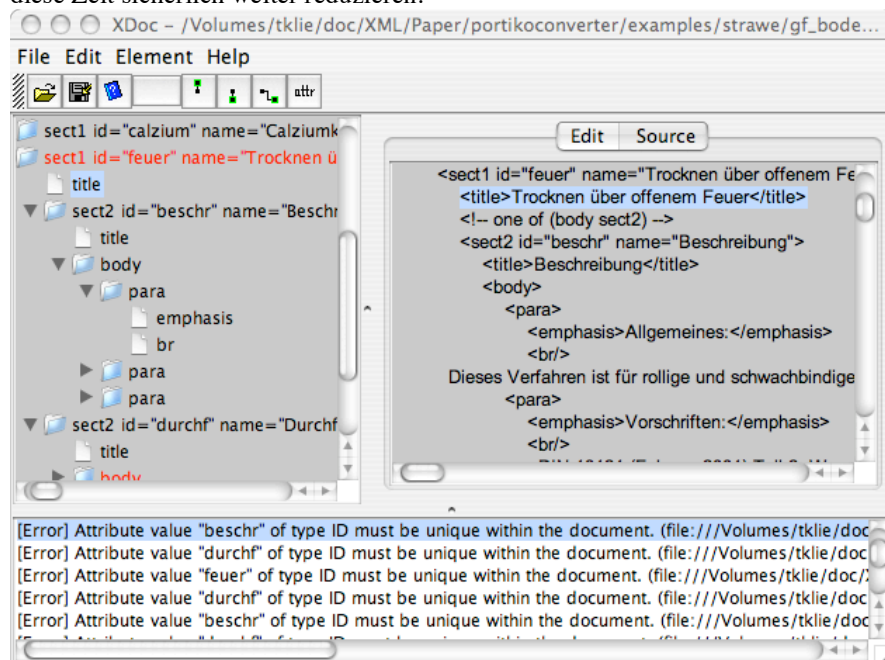 diese Zeit sicherlich weiter reduzieren.
XDoc – /Volumes/tklie/doc/XML/Paper/portikoconverter/examples/strawe/gf_bode...
File Edit Element Help
attr
sect1 id="calzium" name="Calziumk
sect1 id="feuer" name="Trocknen ü
title
sect2 id="beschr" name="Beschr
title
body
para
emphasis
br
para
para
sect2 id="durchf" name="Durchf
title
body
Edit Source
<sect1 id="feuer" name="Trocknen über offenem Fe
<title>Trocknen über offenem Feuer</title>
<!-- one of (body sect2) -->
<sect2 id="beschr" name="Beschreibung">
<title>Beschreibung</title>
<body>
<para>
<emphasis>Allgemeines:</emphasis>
<br/>
Dieses Verfahren ist für rollige und schwachbindige
<para>
<emphasis>Vorschriften:</emphasis>
<br/>
[Error] Attribute value "beschr" of type ID must be unique within the document. (file:///Volumes/tklie/doc
[Error] Attribute value "durchf" of type ID must be unique within the document. (file:///Volumes/tklie/doc
[Error] Attribute value "feuer" of type ID must be unique within the document. (file:///Volumes/tklie/doc/
[Error] Attribute value "durchf" of type ID must be unique within the document. (file:///Volumes/tklie/doc
[Error] Attribute value "beschr" of type ID must be unique within the document. (file:///Volumes/tklie/doc